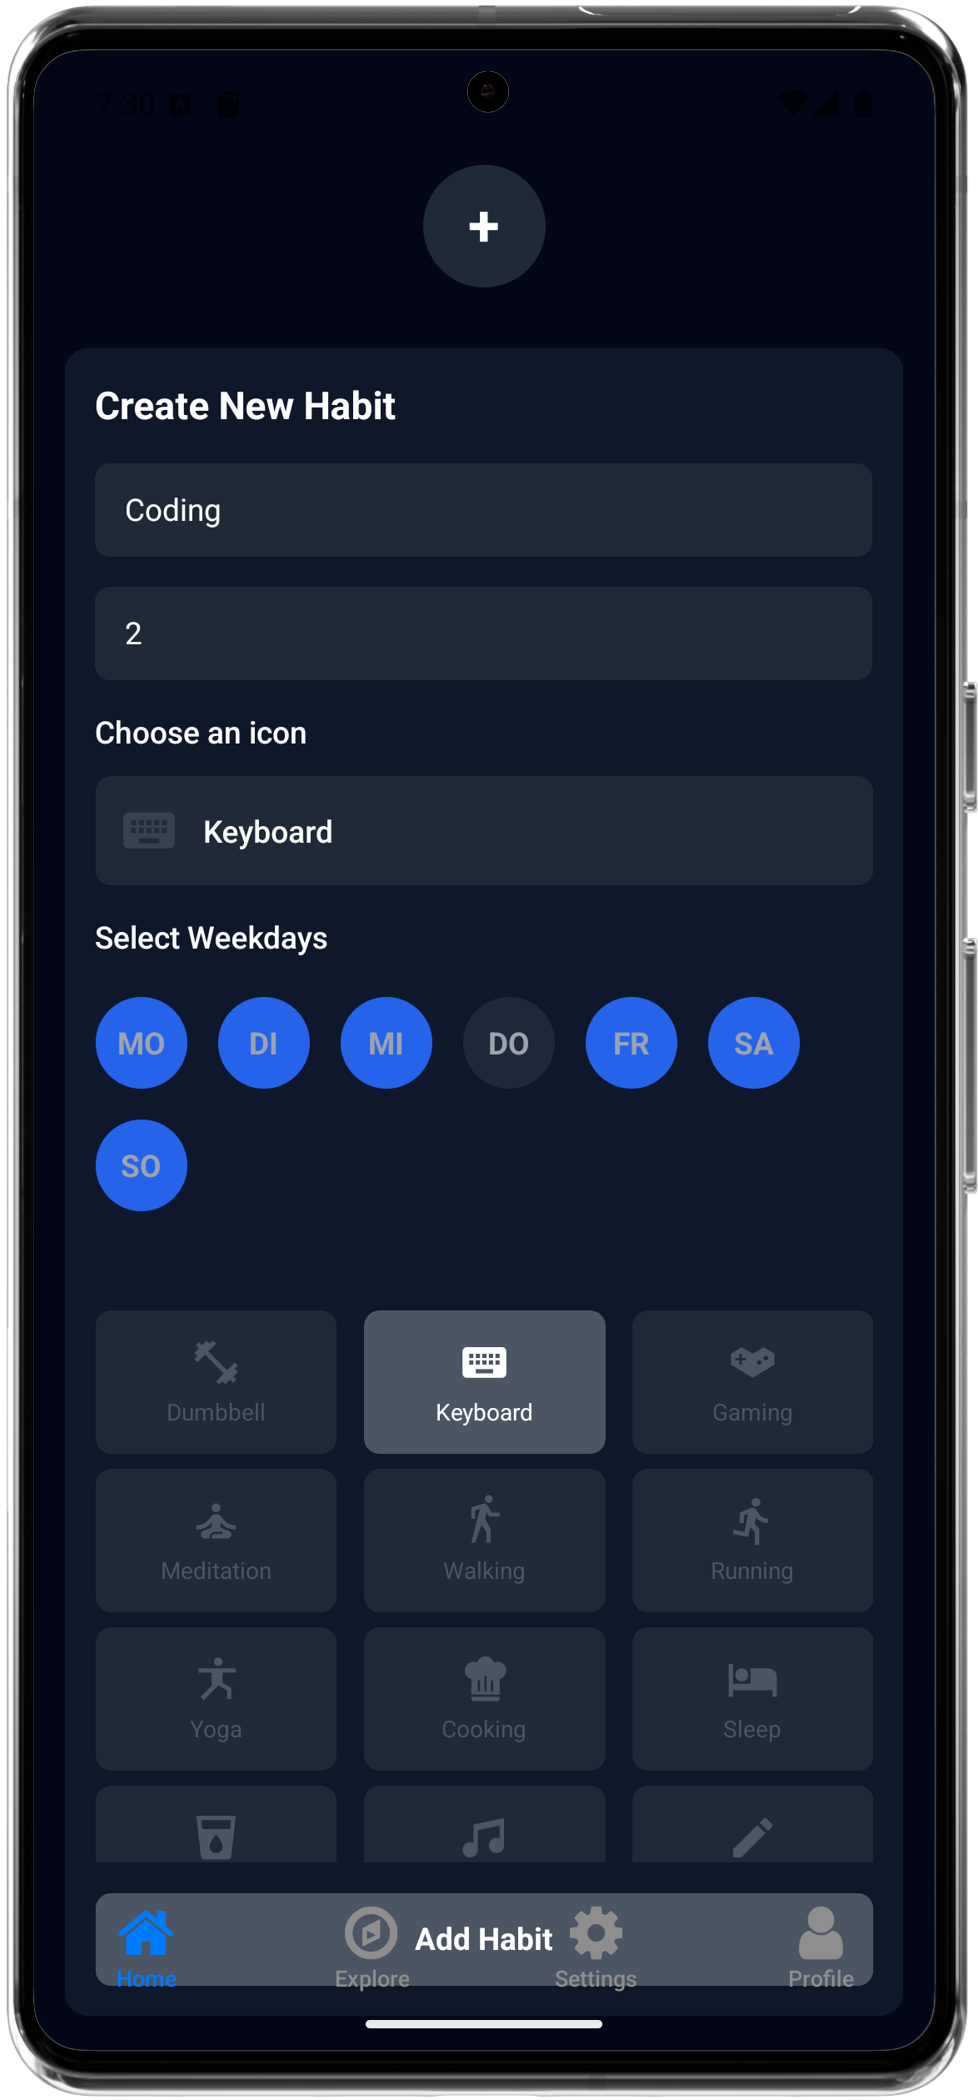 7:30 A
Create New Habit
Coding
2
Choose an icon
Keyboard
Select Weekdays
MO DI MI DO FR SA
SO
Dumbbell Keyboard Gaming
Meditation Walking Running
Yoga Cooking Sleep
Add Habit
Home Explore Settings Profile